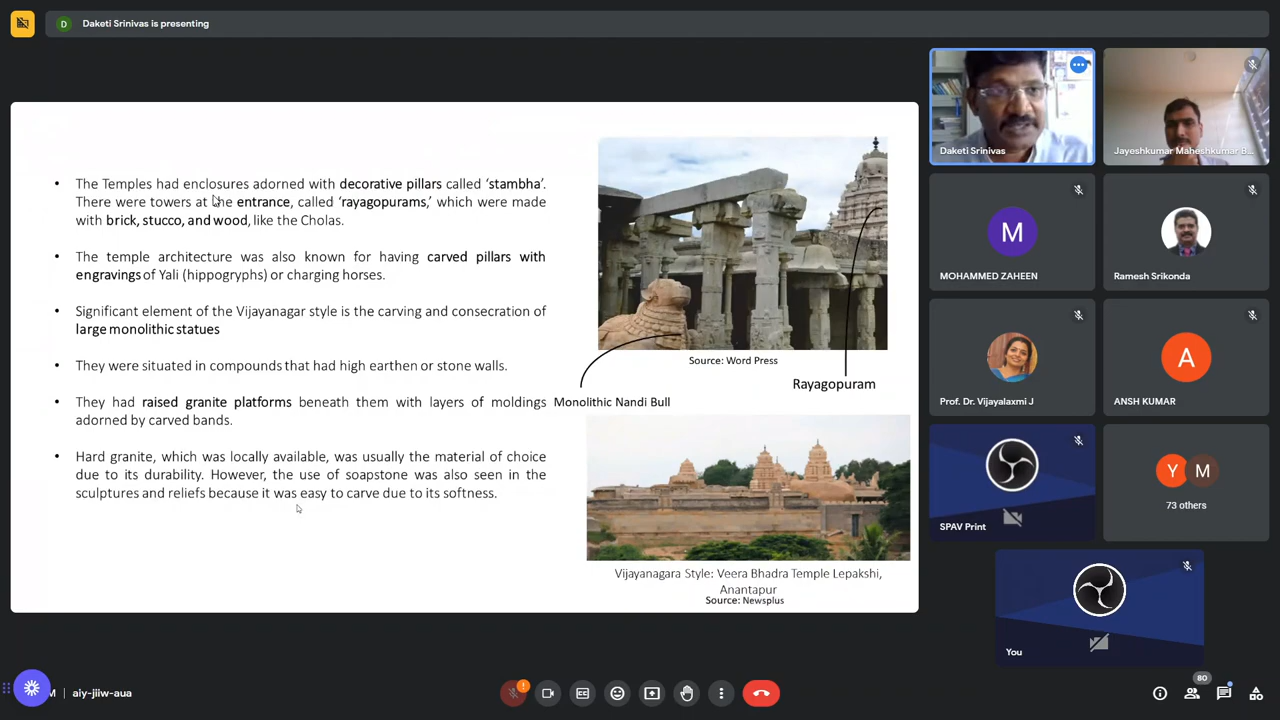 D
Daketi Srinivas is presenting
• The Temples had enclosures adorned with decorative pillars called ‘stambha’.
There were towers at the entrance, called ‘rayagopurams,’ which were made
with brick, stucco, and wood, like the Cholas.
• The temple architecture was also known for having carved pillars with
engravings of Yali (hippogryphs) or charging horses.
• Significant element of the Vijayanagar style is the carving and consecration of
large monolithic statues
• They were situated in compounds that had high earthen or stone walls.
• They had raised granite platforms beneath them with layers of moldings
adorned by carved bands.
• Hard granite, which was locally available, was usually the material of choice
due to its durability. However, the use of soapstone was also seen in the
sculptures and reliefs because it was easy to carve due to its softness.
Source: Word Press
Rayagopuram
Monolithic Nandi Bull
Vijayanagara Style: Veera Bhadra Temple Lepakshi,
Anantapur
Source: Newsplus
Daketi Srinivas
Jayeshkumar Maheshkumar B...
M
MOHAMMED ZAHEEN
Ramesh Srikonda
Prof. Dr. Vijayalaxmi J
A
ANSH KUMAR
SPAV Print
Y M
73 others
You
M | aiy-jiiw-aua
80